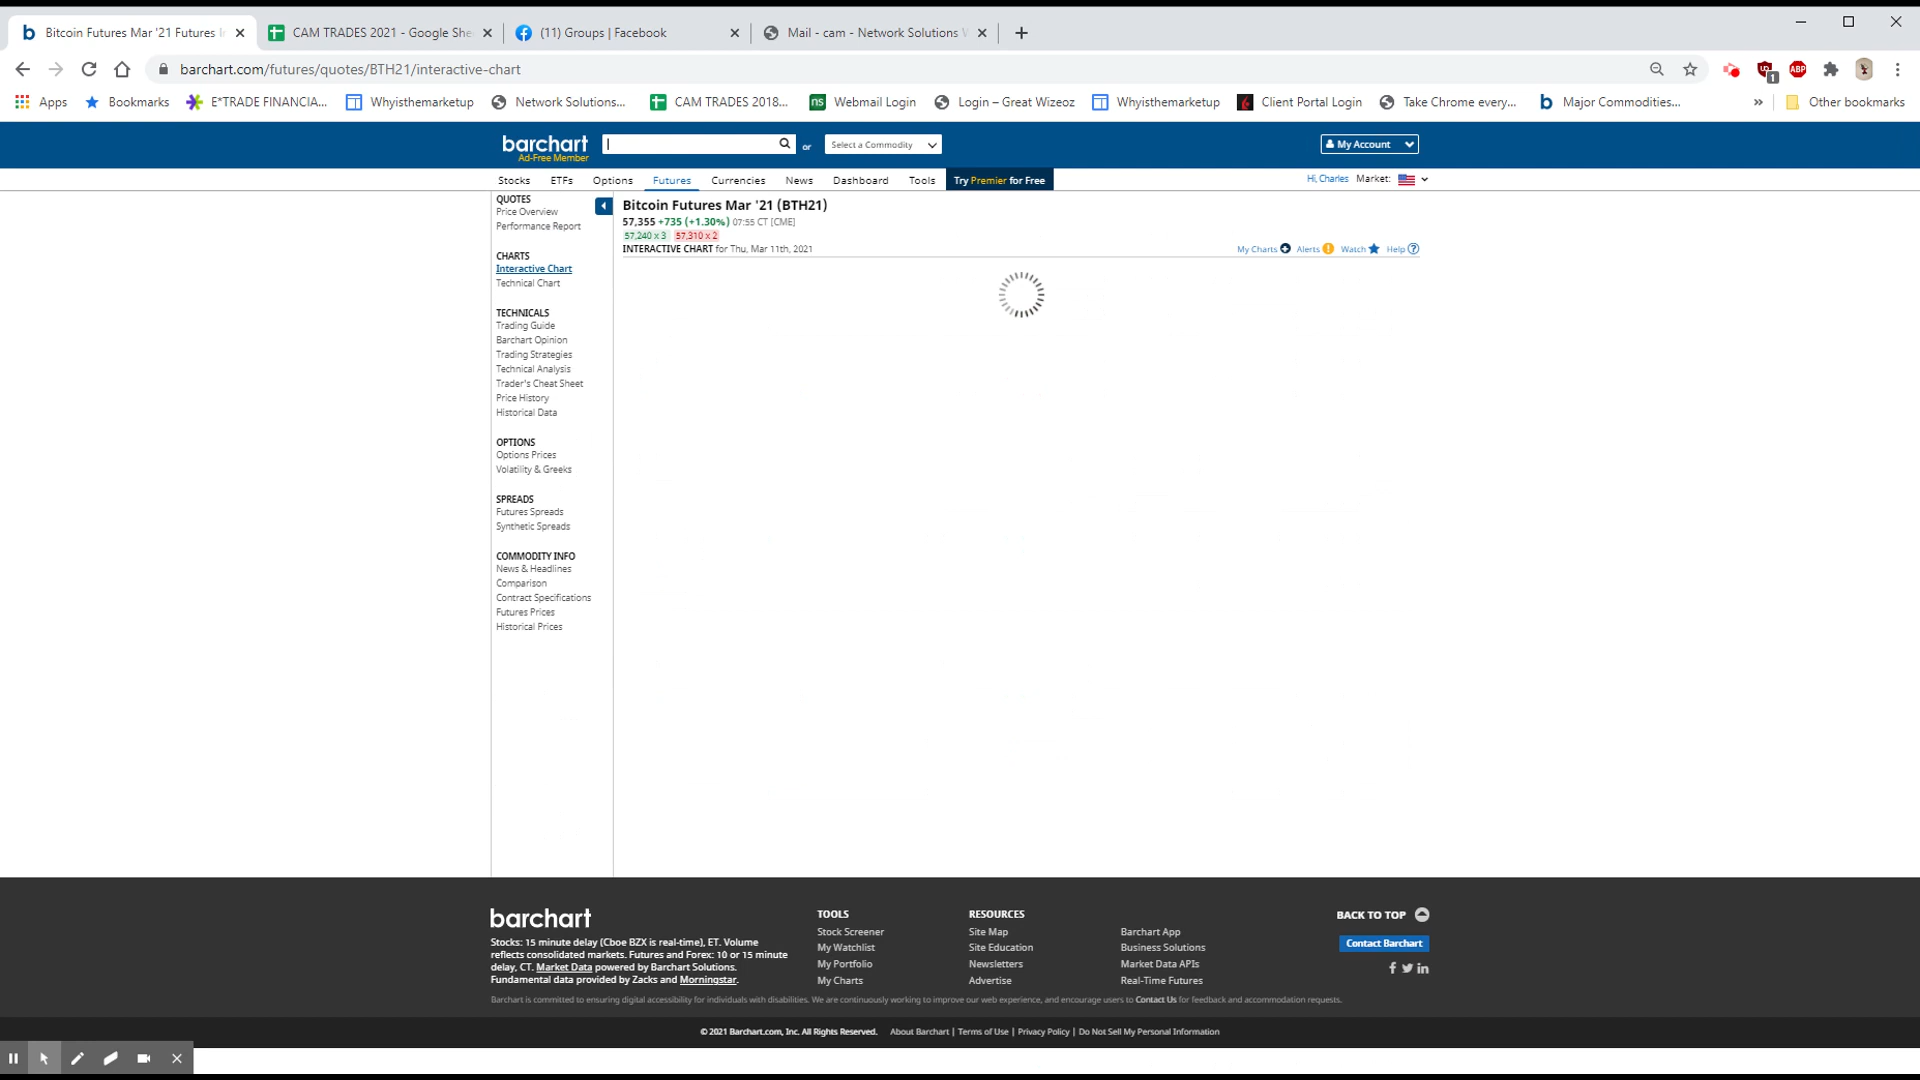 Bitcoin Futures Mar '21 Futures I
CAM TRADES 2021 - Google She
(11) Groups | Facebook
Mail - cam - Network Solutions
barchart.com/futures/quotes/BTH21/interactive-chart
1
ABP
Apps
Bookmarks
E*TRADE FINANCIA...
Whyisthemarketup
Network Solutions...
CAM TRADES 2018...
ns
Webmail Login
Login – Great Wizeoz
Whyisthemarketup
Client Portal Login
Take Chrome every...
Major Commodities...
»
Other bookmarks
barchart
Ad-Free Member
or
Select a Commodity
My Account
Stocks
ETFs
Options
Futures
Currencies
News
Dashboard
Tools
Try Premier for Free
Hi, Charles
Market:
QUOTES
Price Overview
Performance Report
CHARTS
Interactive Chart
Technical Chart
TECHNICALS
Trading Guide
Barchart Opinion
Trading Strategies
Technical Analysis
Trader's Cheat Sheet
Price History
Historical Data
OPTIONS
Options Prices
Volatility & Greeks
SPREADS
Futures Spreads
Synthetic Spreads
COMMODITY INFO
News & Headlines
Comparison
Contract Specifications
Futures Prices
Historical Prices
Bitcoin Futures Mar '21 (BTH21)
57,355 +735 (+1.30%) 07:55 CT [CME]
57,240 x 3 57,310 x 2
INTERACTIVE CHART for Thu, Mar 11th, 2021
My Charts
Alerts
Watch
Help
barchart
Stocks: 15 minute delay (Cboe BZX is real-time), ET. Volume
reflects consolidated markets. Futures and Forex: 10 or 15 minute
delay, CT. Market Data powered by Barchart Solutions.
Fundamental data provided by Zacks and Morningstar.
TOOLS
Stock Screener
My Watchlist
My Portfolio
My Charts
RESOURCES
Site Map
Site Education
Newsletters
Advertise
Barchart App
Business Solutions
Market Data APIs
Real-Time Futures
BACK TO TOP
Contact Barchart
Barchart is committed to ensuring digital accessibility for individuals with disabilities. We are continuously working to improve our web experience, and encourage users to Contact Us for feedback and accommodation requests.
© 2021 Barchart.com, Inc. All Rights Reserved. About Barchart | Terms of Use | Privacy Policy | Do Not Sell My Personal Information